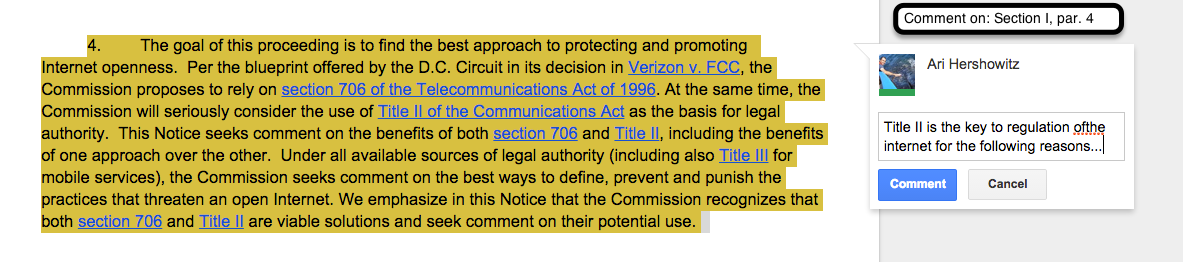 4. The goal of this proceeding is to find the best approach to protecting and promoting
Internet openness.  Per the blueprint offered by the D.C. Circuit in its decision in Verizon v. FCC, the
Commission proposes to rely on section 706 of the Telecommunications Act of 1996. At the same time, the
Commission will seriously consider the use of Title II of the Communications Act as the basis for legal
authority.  This Notice seeks comment on the benefits of both section 706 and Title II, including the benefits
of one approach over the other.  Under all available sources of legal authority (including also Title III for
mobile services), the Commission seeks comment on the best ways to define, prevent and punish the
practices that threaten an open Internet. We emphasize in this Notice that the Commission recognizes that
both section 706 and Title II are viable solutions and seek comment on their potential use.
Comment on: Section I, par. 4
Ari Hershowitz
Title II is the key to regulation ofthe
internet for the following reasons...
Comment
Cancel